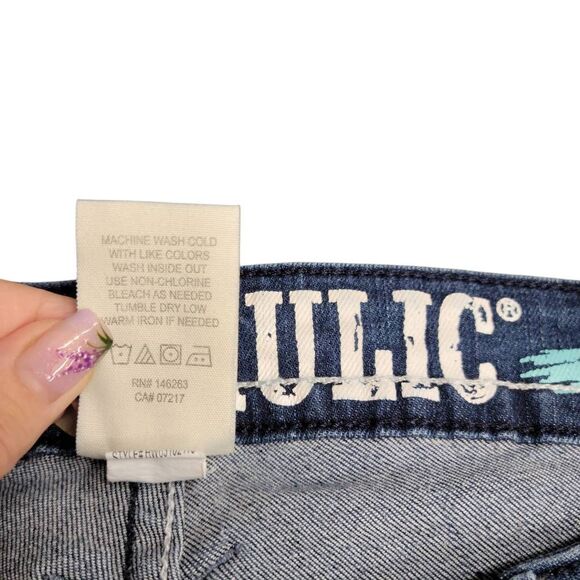 MACHINE WASH COLD
WITH LIKE COLORS
WASH INSIDE OUT
USE NON-CHLORINE
BLEACH AS NEEDED
TUMBLE DRY LOW
WARM IRON IF NEEDED
RN# 146263
CA# 07217
ULIC®